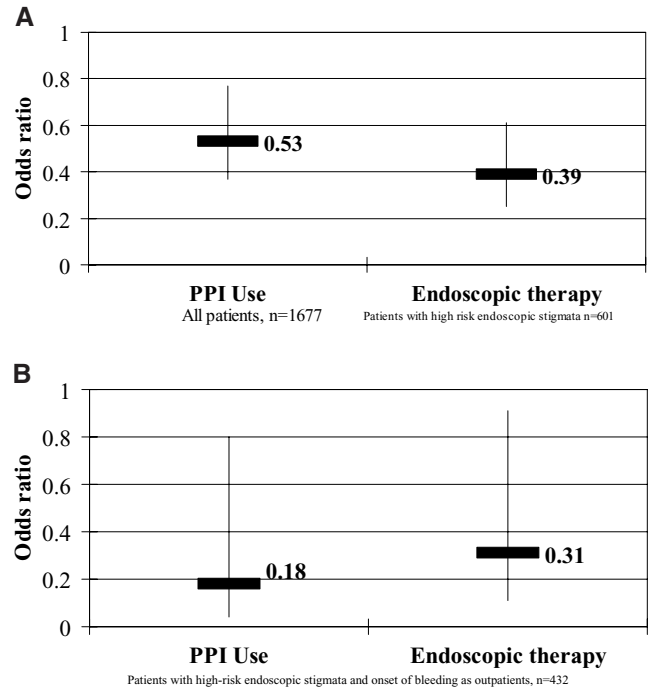 A
1
0.8
0.6
0.4
0.2
0
Odds ratio
0.53
0.39
PPI Use
Endoscopic therapy
All patients, n=1677
Patients with high risk endoscopic stigmata n=601
B
1
0.8
0.6
0.4
0.2
0
Odds ratio
0.18
0.31
PPI Use
Endoscopic therapy
Patients with high-risk endoscopic stigmata and onset of bleeding as outpatients, n=432